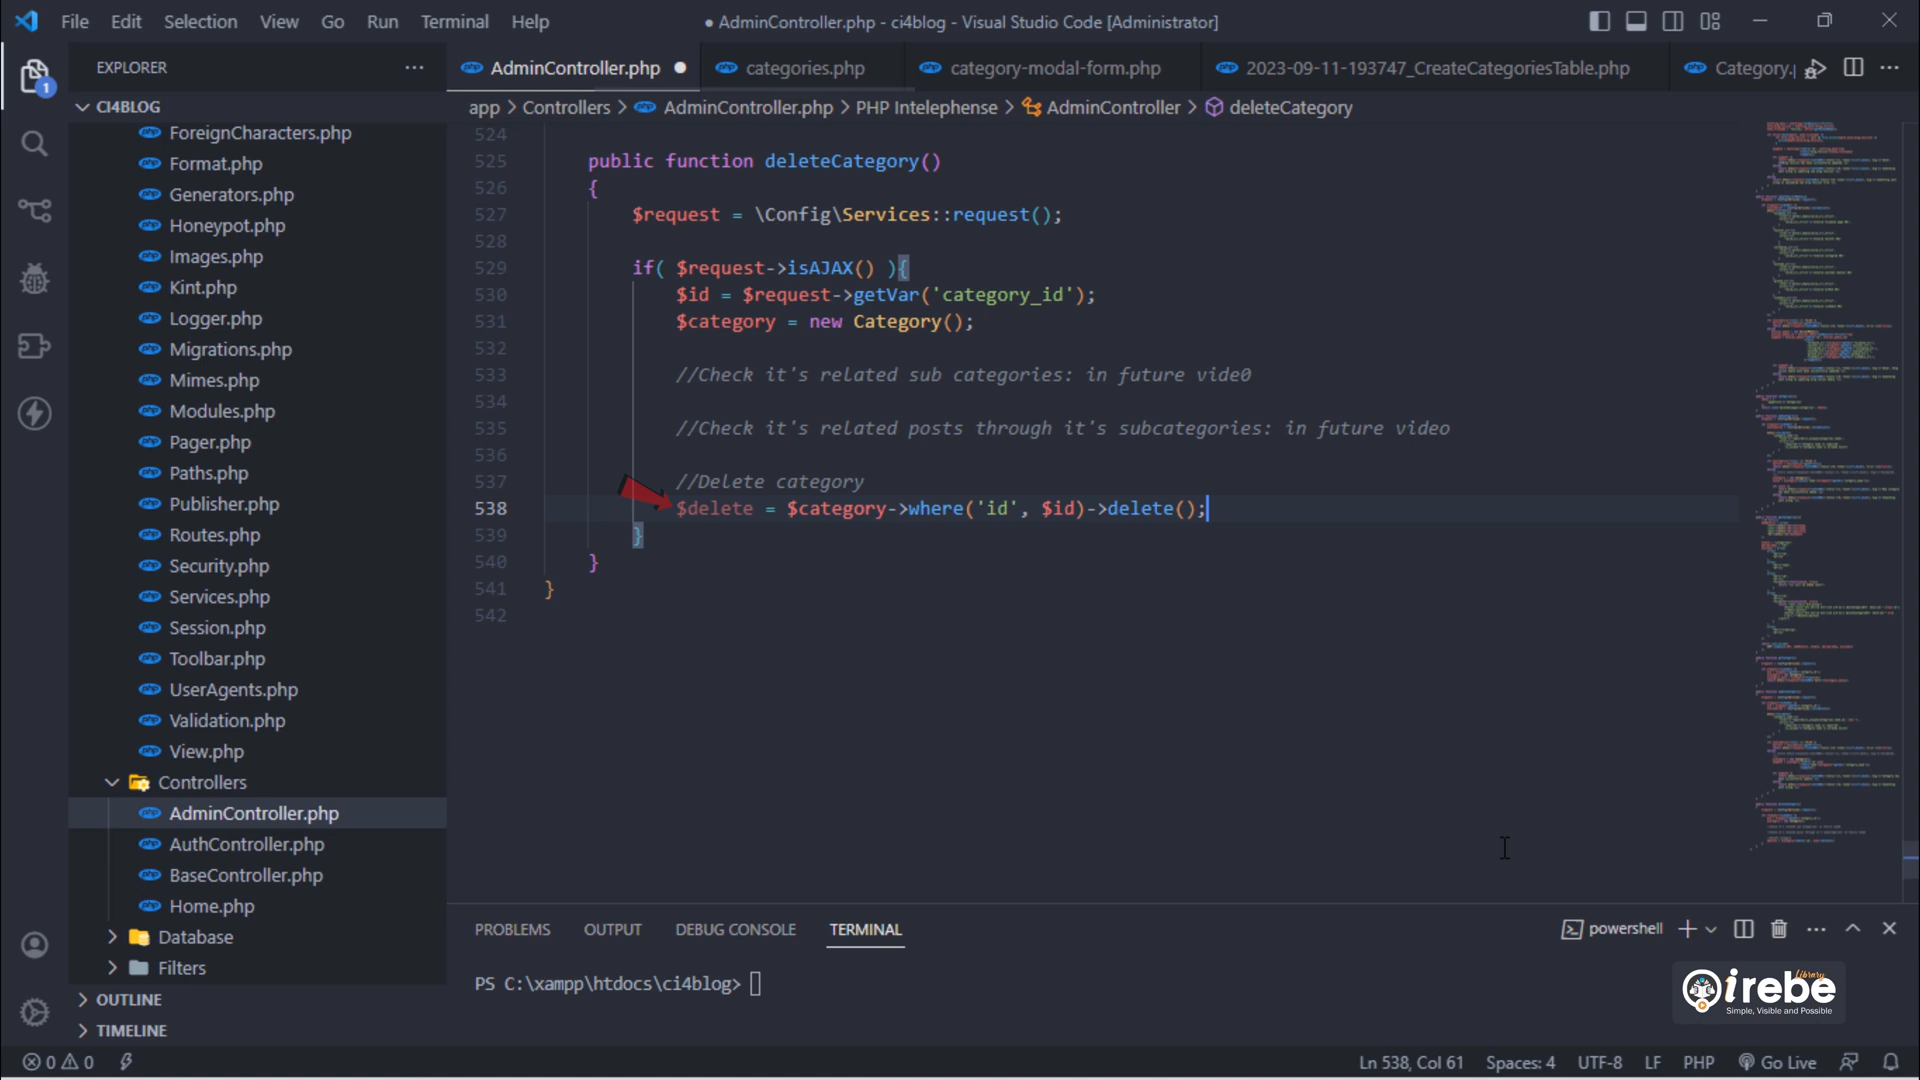 File Edit Selection View Go Run Terminal Help
● AdminController.php - ci4blog - Visual Studio Code [Administrator]
EXPLORER
AdminController.php
categories.php
category-modal-form.php
2023-09-11-193747_CreateCategoriesTable.php
Category.
1
CI4BLOG
app > Controllers > AdminController.php > PHP Intelephense > AdminController > deleteCategory
ForeignCharacters.php
Format.php
Generators.php
Honeypot.php
Images.php
Kint.php
Logger.php
Migrations.php
Mimes.php
Modules.php
Pager.php
Paths.php
Publisher.php
Routes.php
Security.php
Services.php
Session.php
Toolbar.php
UserAgents.php
Validation.php
View.php
Controllers
AdminController.php
AuthController.php
BaseController.php
Home.php
Database
Filters
OUTLINE
TIMELINE
524
525 public function deleteCategory()
526 {
527 $request = \Config\Services::request();
528
529 if( $request->isAJAX() ){
530 $id = $request->getVar('category_id');
531 $category = new Category();
532
533 //Check it's related sub categories: in future vide0
534
535 //Check it's related posts through it's subcategories: in future video
536
537 //Delete category
538 $delete = $category->where('id', $id)->delete();
539 }
540 }
541 }
542
PROBLEMS OUTPUT DEBUG CONSOLE TERMINAL
powershell
PS C:\xampp\htdocs\ci4blog>
irebe
Library
Simple, Visible and Possible
0 0
Ln 538, Col 61 Spaces: 4 UTF-8 LF PHP Go Live